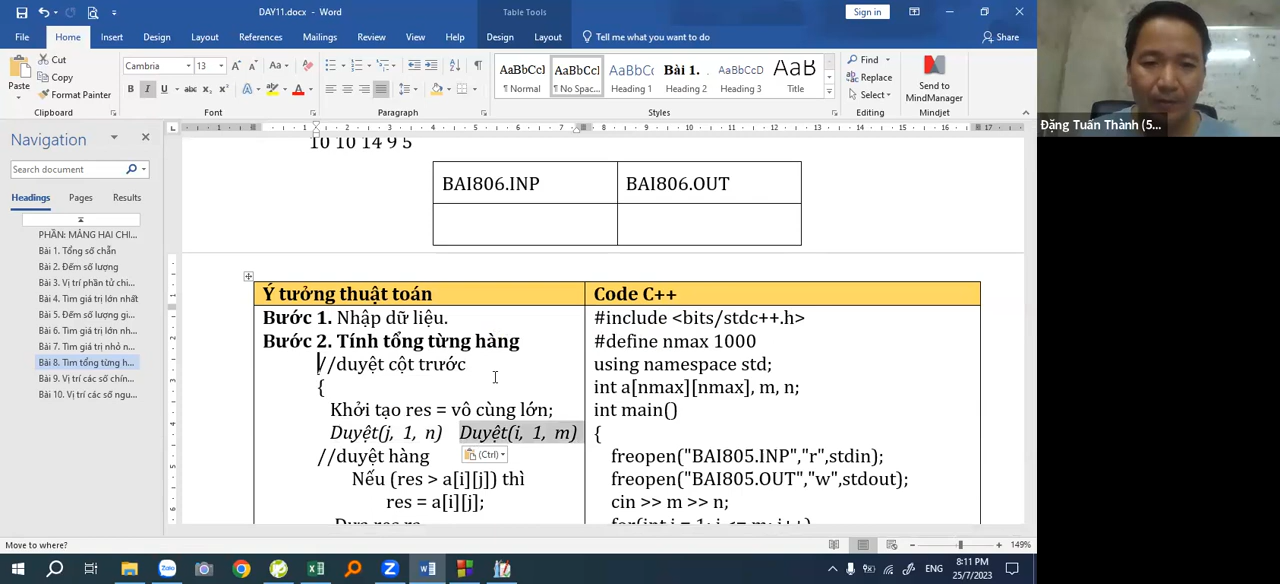 DAY11.docx - Word
Table Tools
Sign in
File Home Insert Design Layout References Mailings Review View Help Design Layout Tell me what you want to do Share
Paste
Cut
Copy
Format Painter
Clipboard
Cambria 13
Font
Paragraph
AaBbCcI AaBbCcI AaBbCc Bài 1. AaBbCcD AaB
¶ Normal ¶ No Spac... Heading 1 Heading 2 Heading 3 Title
Styles
Find
Replace
Select
Editing
Send to
MindManager
Mindjet
Đặng Tuấn Thành (5...
Navigation
Search document
Headings Pages Results
PHẦN: MẢNG HAI CHI...
Bài 1. Tổng số chẵn
Bài 2. Đếm số lượng
Bài 3. Vị trí phần tử chi...
Bài 4. Tìm giá trị lớn nhất
Bài 5. Đếm số lượng gi...
Bài 6. Tìm giá trị lớn nh...
Bài 7. Tìm giá trị nhỏ n...
Bài 8. Tìm tổng từng h...
Bài 9. Vị trí các số chín...
Bài 10. Vị trí các số ngu...
10 10 14 9 5
BAI806.INP BAI806.OUT
Ý tưởng thuật toán
Bước 1. Nhập dữ liệu.
Bước 2. Tính tổng từng hàng
//duyệt cột trước
{
Khởi tạo res = vô cùng lớn;
Duyệt(j, 1, n) Duyệt(i, 1, m)
//duyệt hàng
Nếu (res > a[i][j]) thì
res = a[i][j];
Đưa res ra
(Ctrl)
Code C++
#include <bits/stdc++.h>
#define nmax 1000
using namespace std;
int a[nmax][nmax], m, n;
int main()
{
freopen("BAI805.INP","r",stdin);
freopen("BAI805.OUT","w",stdout);
cin >> m >> n;
for(int i = 1; i <= m; i++)
Move to where?
149%
Zalo
ENG
8:11 PM
25/7/2023